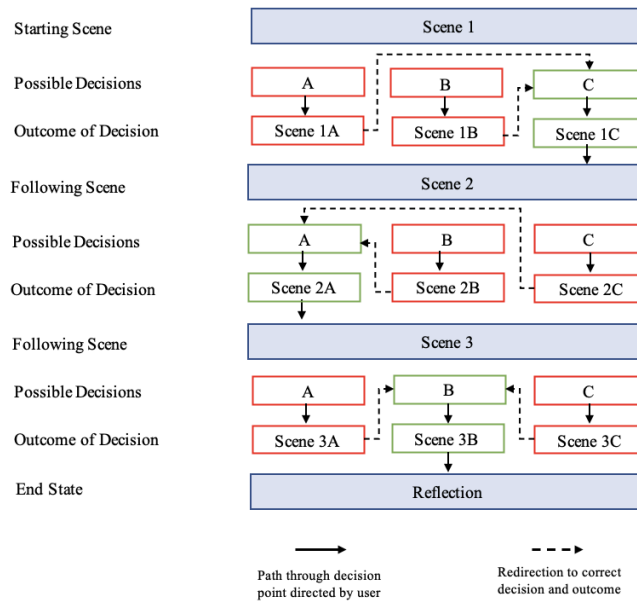 Starting Scene
Scene 1
Possible Decisions
A
B
C
Outcome of Decision
Scene 1A
Scene 1B
Scene 1C
Following Scene
Scene 2
Possible Decisions
A
B
C
Outcome of Decision
Scene 2A
Scene 2B
Scene 2C
Following Scene
Scene 3
Possible Decisions
A
B
C
Outcome of Decision
Scene 3A
Scene 3B
Scene 3C
End State
Reflection
Path through decision
point directed by user
Redirection to correct
decision and outcome